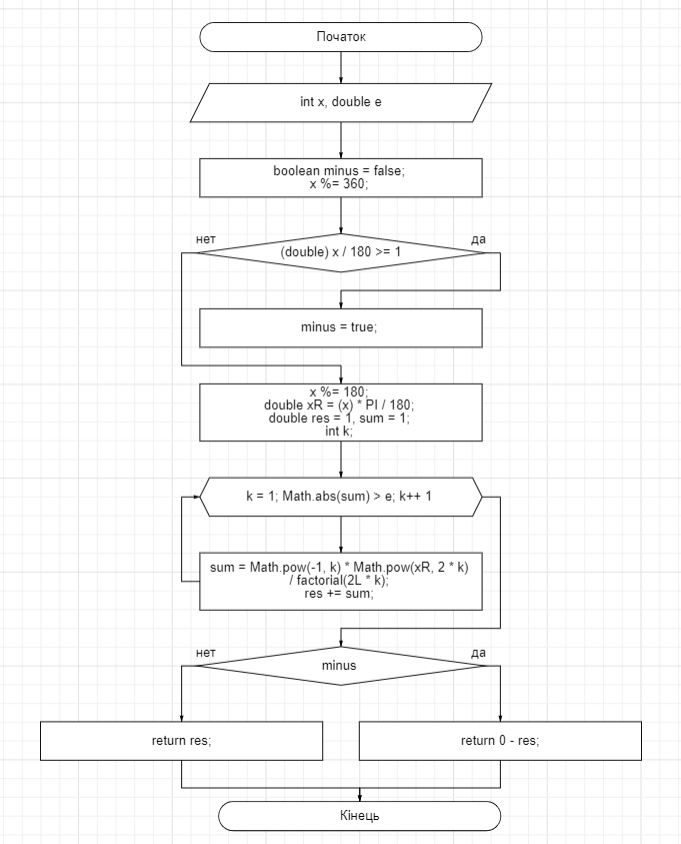 Початок
int x, double e
boolean minus = false;
x %= 360;
нет
да
(double) x / 180 >= 1
minus = true;
x %= 180;
double xR = (x) * PI / 180;
double res = 1, sum = 1;
int k;
k = 1; Math.abs(sum) > e; k++ 1
sum = Math.pow(-1, k) * Math.pow(xR, 2 * k)
/ factorial(2L * k);
res += sum;
нет
да
minus
return res;
return 0 - res;
Кінець